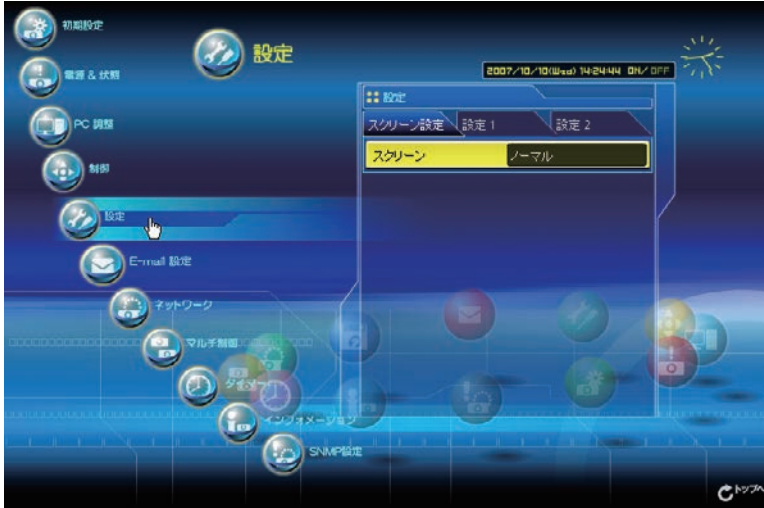 初期設定
電源 & 状態
PC 調整
制御
設定
E-mail 設定
ネットワーク
マルチ制御
タイマー
インフォメーション
SNMP設定
設定
2007/10/10(Wed) 14:24:44 ON/OFF
設定
スクリーン設定
設定 1
設定 2
スクリーン
ノーマル
トップへ